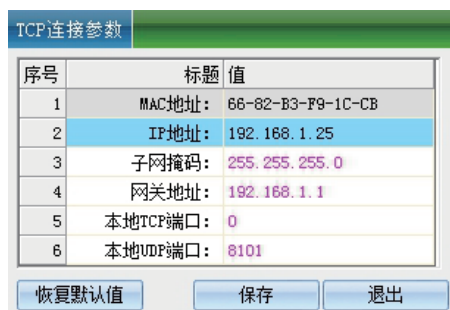 TCP连接参数
序号 标题 值
1 MAC地址: 66-82-B3-F9-1C-CB
2 IP地址: 192.168.1.25
3 子网掩码: 255.255.255.0
4 网关地址: 192.168.1.1
5 本地TCP端口: 0
6 本地UDP端口: 8101
恢复默认值 保存 退出